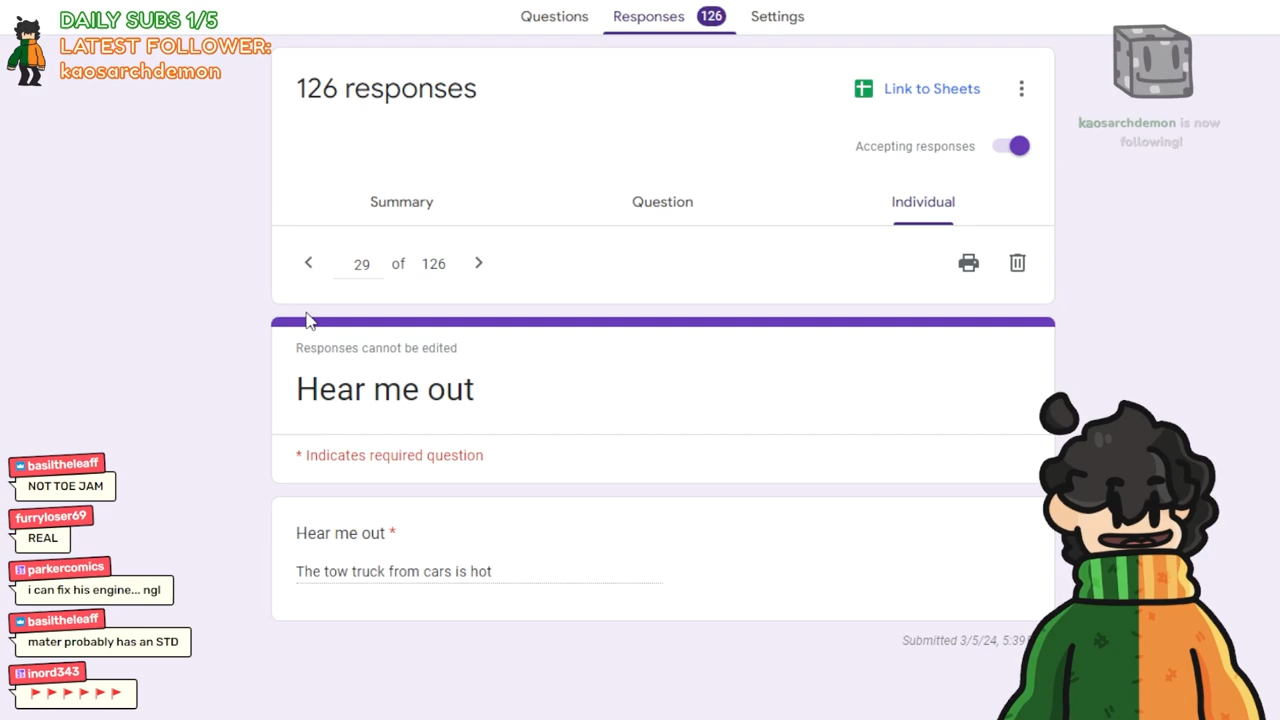 DAILY SUBS 1/5
LATEST FOLLOWER:
kaosarchdemon
Questions
Responses 126
Settings
126 responses
Link to Sheets
Accepting responses
kaosarchdemon is now
following!
Summary
Question
Individual
29 of 126
Responses cannot be edited
Hear me out
* Indicates required question
Hear me out *
The tow truck from cars is hot
Submitted 3/5/24, 5:39
basiltheleaff
NOT TOE JAM
furryloser69
REAL
parkercomics
i can fix his engine... ngl
basiltheleaff
mater probably has an STD
inord343